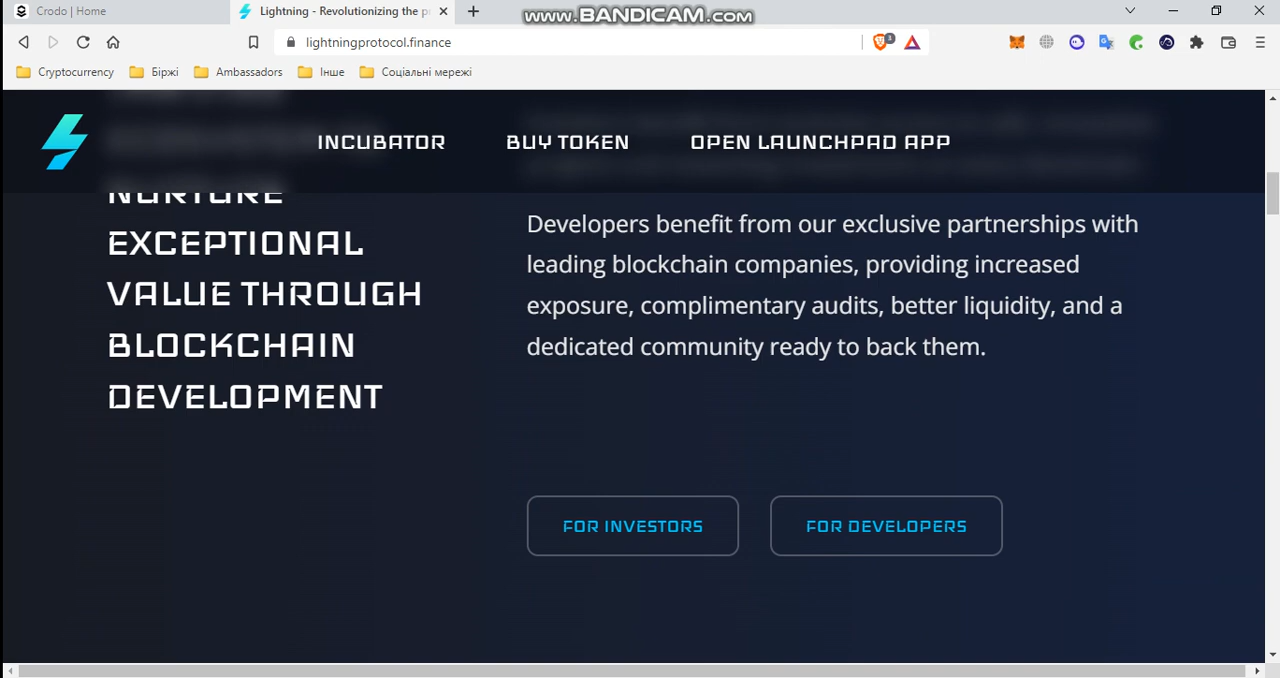 Crodo | Home
Lightning - Revolutionizing the p
www.BANDICAM.com
lightningprotocol.finance
Cryptocurrency
Біржі
Ambassadors
Інше
Соціальні мережі
INCUBATOR
BUY TOKEN
OPEN LAUNCHPAD APP
NURTURE
EXCEPTIONAL
VALUE THROUGH
BLOCKCHAIN
DEVELOPMENT
Developers benefit from our exclusive partnerships with
leading blockchain companies, providing increased
exposure, complimentary audits, better liquidity, and a
dedicated community ready to back them.
FOR INVESTORS
FOR DEVELOPERS